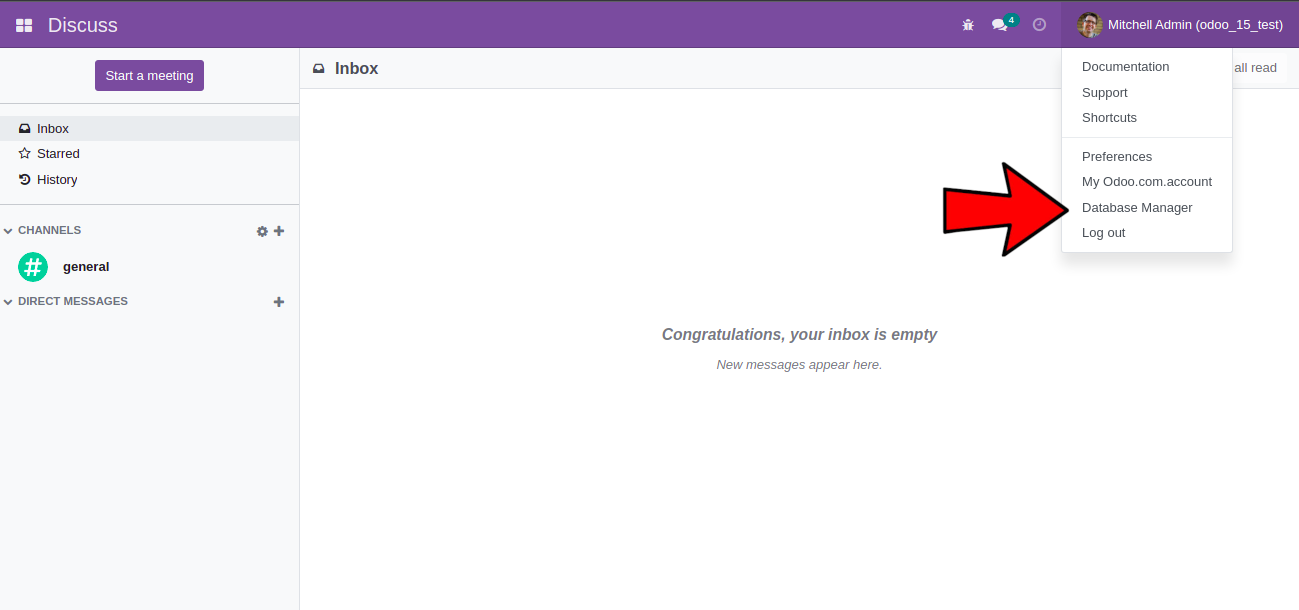 Discuss
4
Mitchell Admin (odoo_15_test)
Start a meeting
Inbox
Starred
History
CHANNELS
general
DIRECT MESSAGES
Inbox
all read
Documentation
Support
Shortcuts
Preferences
My Odoo.com.account
Database Manager
Log out
Congratulations, your inbox is empty
New messages appear here.